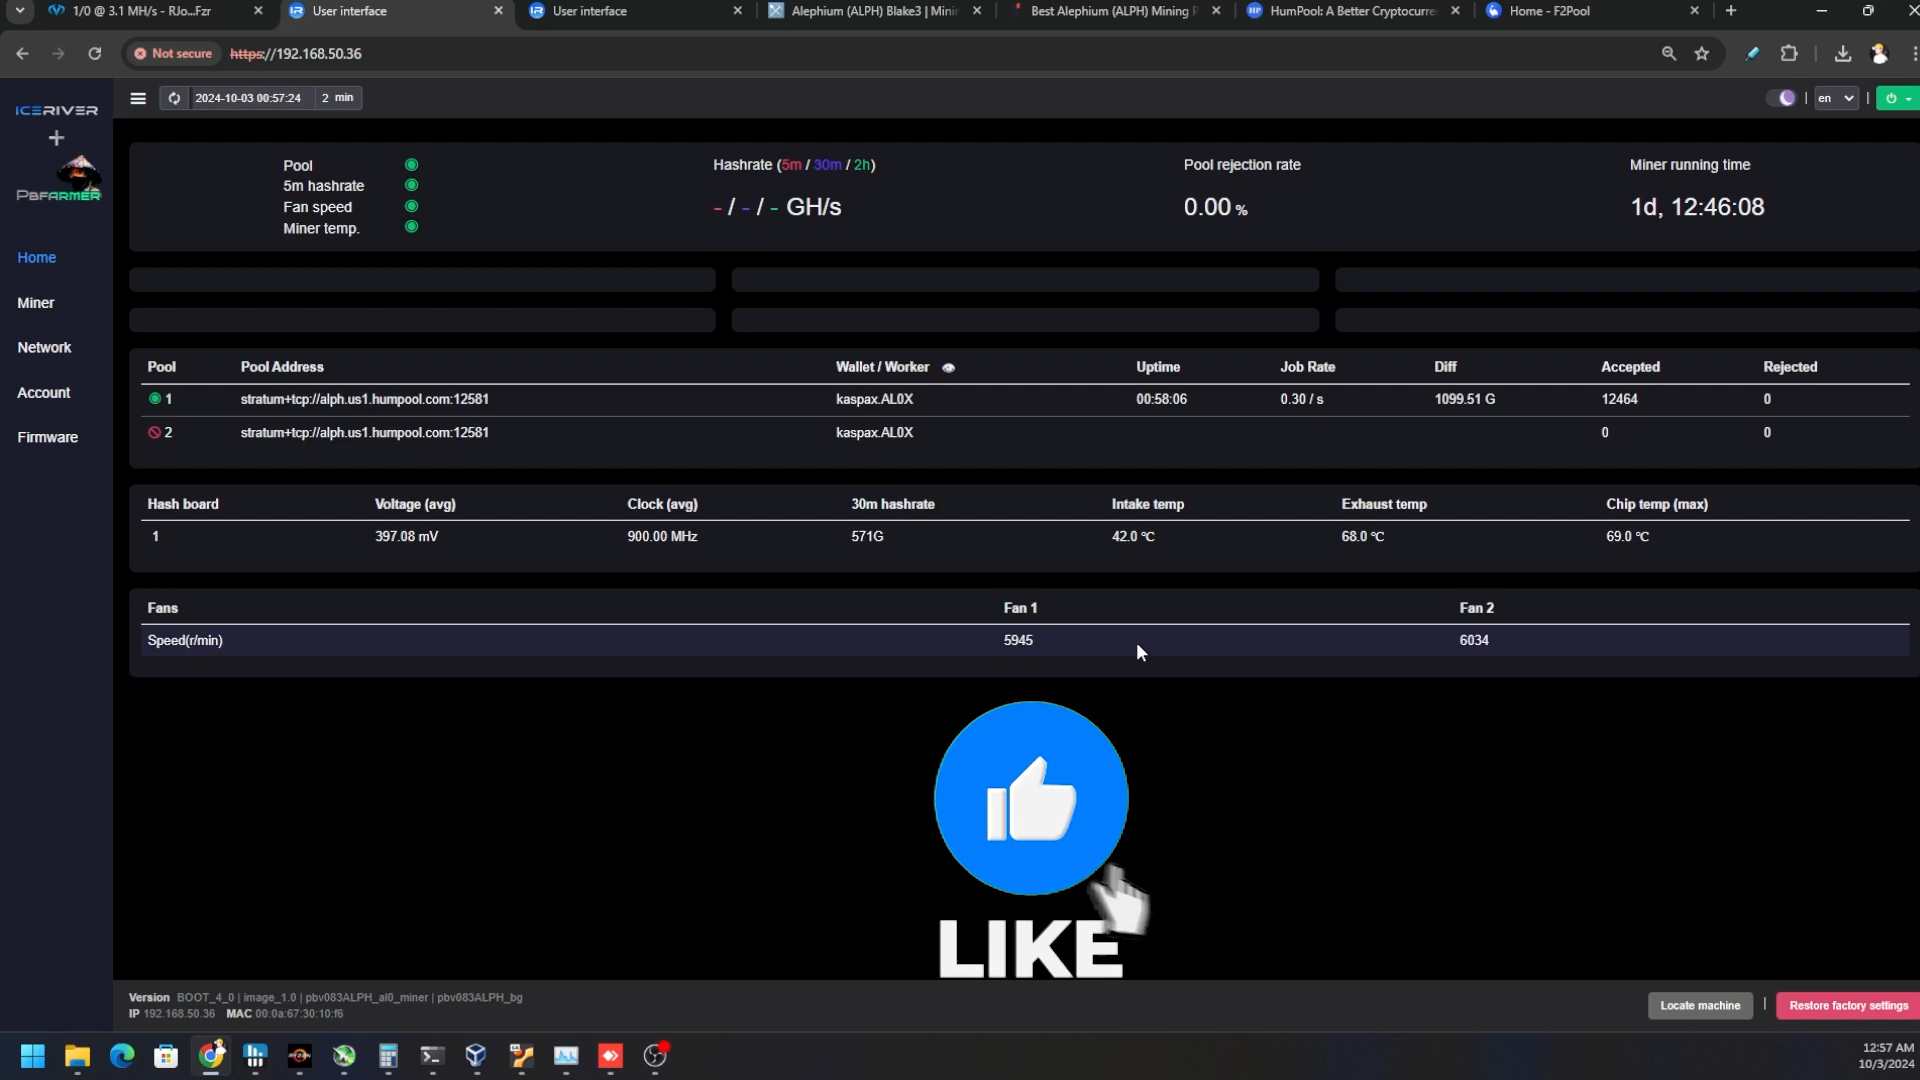 1/0 @ 3.1 MH/s - RJo...Fzr
User interface
User interface
Alephium (ALPH) Blake3 | Mini
Best Alephium (ALPH) Mining P
HumPool: A Better Cryptocurre
Home - F2Pool
Not secure
https://192.168.50.36
ICERIVER
+
PBFARMER
2024-10-03 00:57:24
2 min
en
Home
Miner
Network
Account
Firmware
Pool
5m hashrate
Fan speed
Miner temp.
Hashrate (5m / 30m / 2h)
- / - / - GH/s
Pool rejection rate
0.00 %
Miner running time
1d, 12:46:08
Pool Pool Address Wallet / Worker Uptime Job Rate Diff Accepted Rejected
1 stratum+tcp://alph.us1.humpool.com:12581 kaspax.AL0X 00:58:06 0.30 / s 1099.51 G 12464 0
2 stratum+tcp://alph.us1.humpool.com:12581 kaspax.AL0X 0 0
Hash board Voltage (avg) Clock (avg) 30m hashrate Intake temp Exhaust temp Chip temp (max)
1 397.08 mV 900.00 MHz 571G 42.0 °C 68.0 °C 69.0 °C
Fans Fan 1 Fan 2
Speed(r/min) 5945 6034
LIKE
Version BOOT_4_0 | image_1.0 | pbv083ALPH_al0_miner | pbv083ALPH_bg
IP 192.168.50.36 MAC 00:0a:67:30:10:f6
Locate machine
Restore factory settings
12:57 AM
10/3/2024